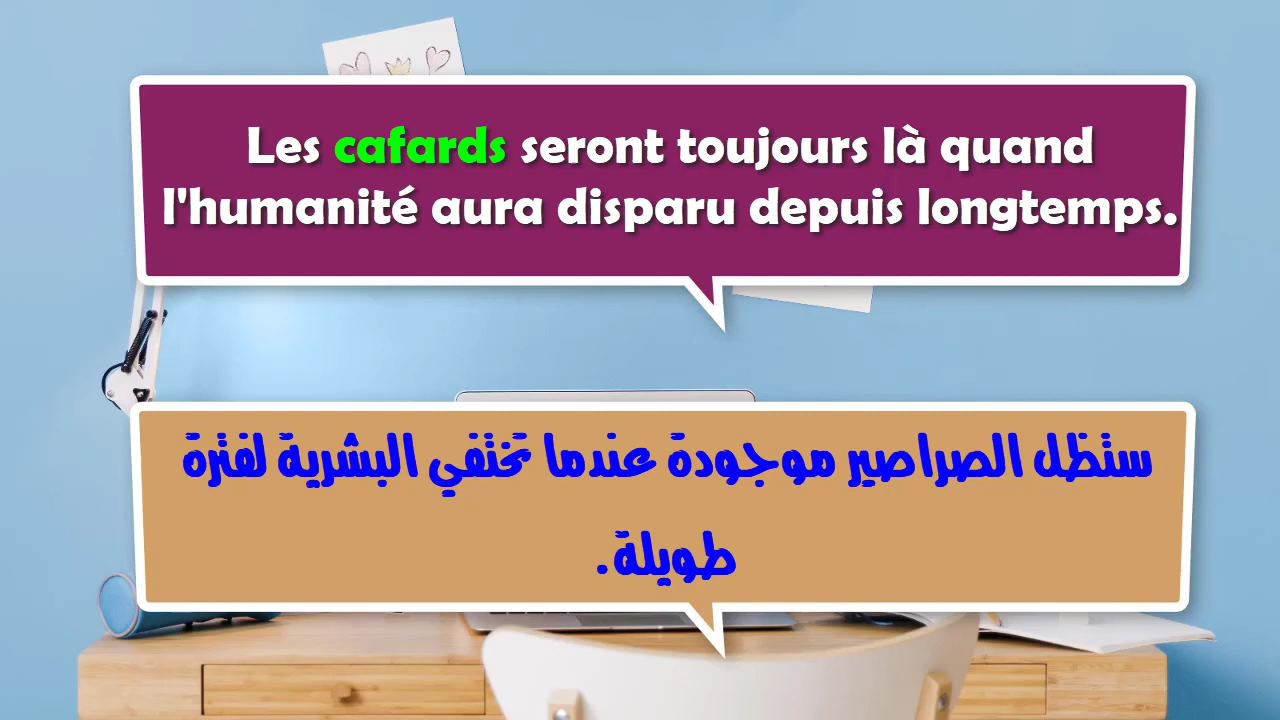 Les cafards seront toujours là quand
l'humanité aura disparu depuis longtemps.
ستظل الصراصير موجودة عندما تختفي البشرية لفترة
طويلة.